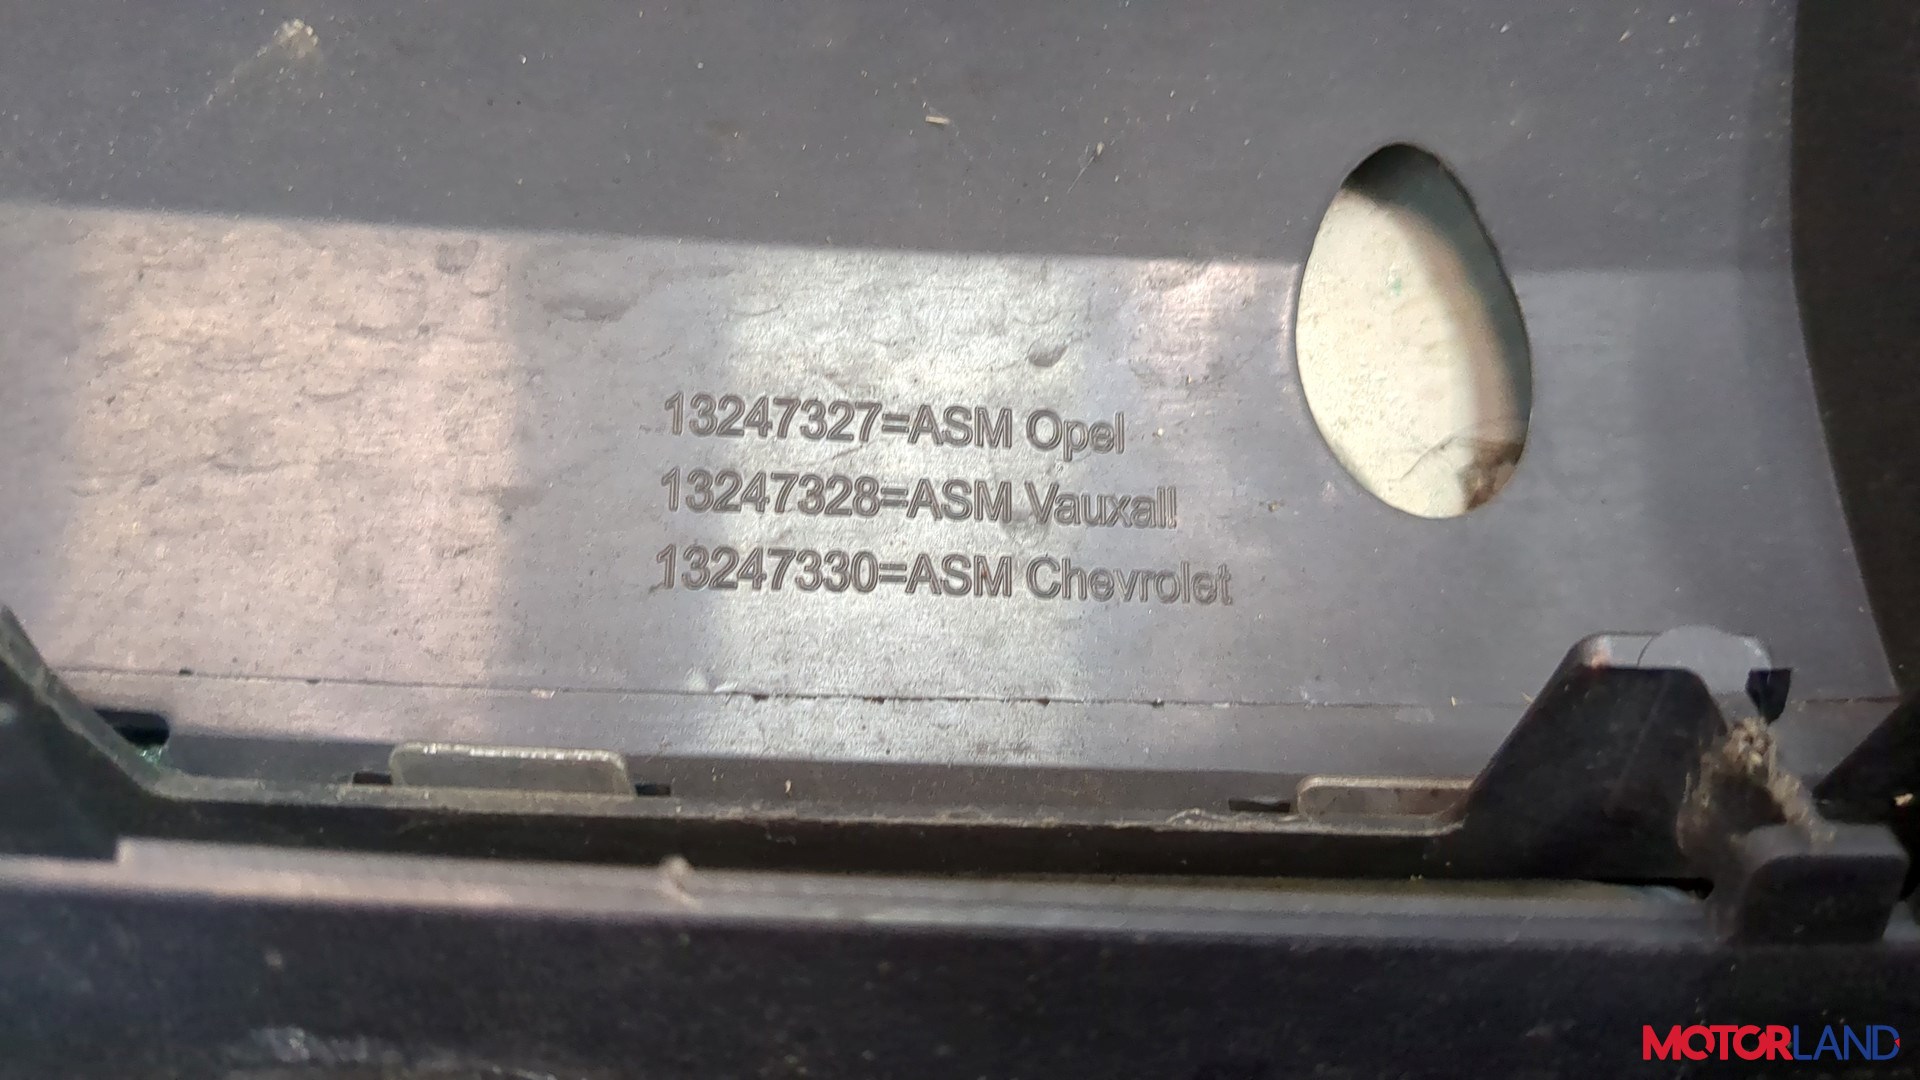 13247327=ASM Opel
13247328=ASM Vauxall
13247330=ASM Chevrolet
MOTORLAND